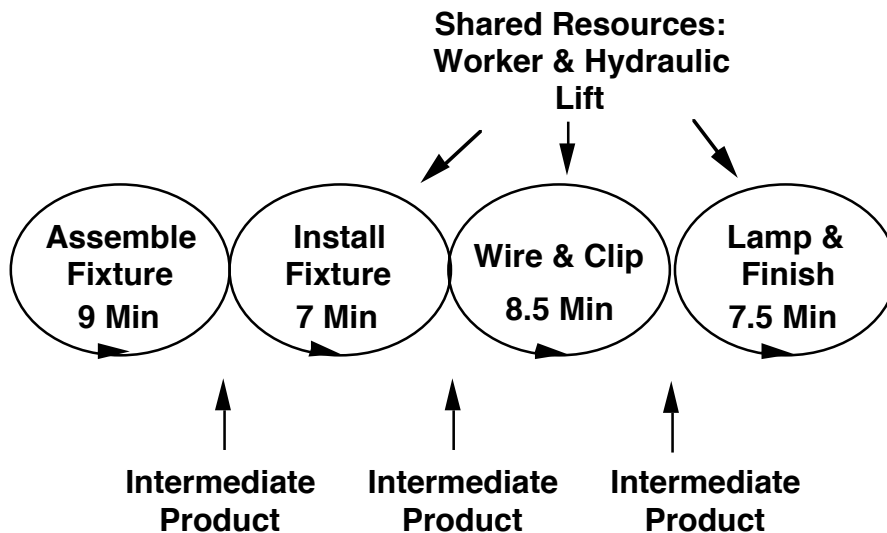 Shared Resources:
Worker & Hydraulic
Lift
Assemble
Fixture
9 Min
Install
Fixture
7 Min
Wire & Clip
8.5 Min
Lamp &
Finish
7.5 Min
Intermediate
Product
Intermediate
Product
Intermediate
Product